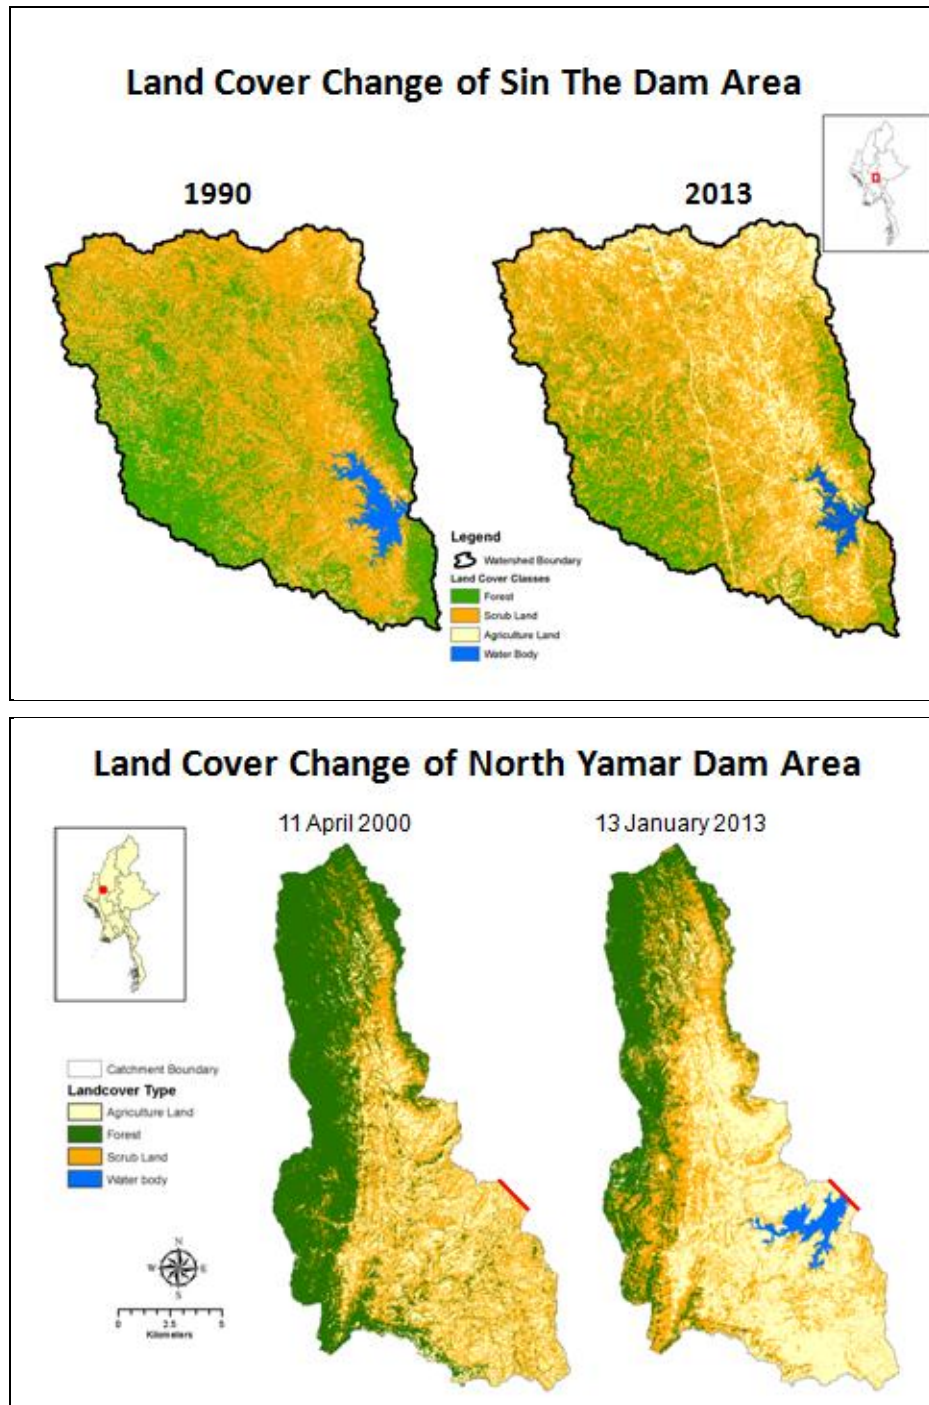 Land Cover Change of Sin The Dam Area
1990
2013
Legend
Watershed Boundary
Land Cover Classes
Forest
Scrub Land
Agriculture Land
Water Body
Land Cover Change of North Yamar Dam Area
11 April 2000
13 January 2013
Catchment Boundary
Landcover Type
Agriculture Land
Forest
Scrub Land
Water body
N
W E
S
0 2.5 5
Kilometers